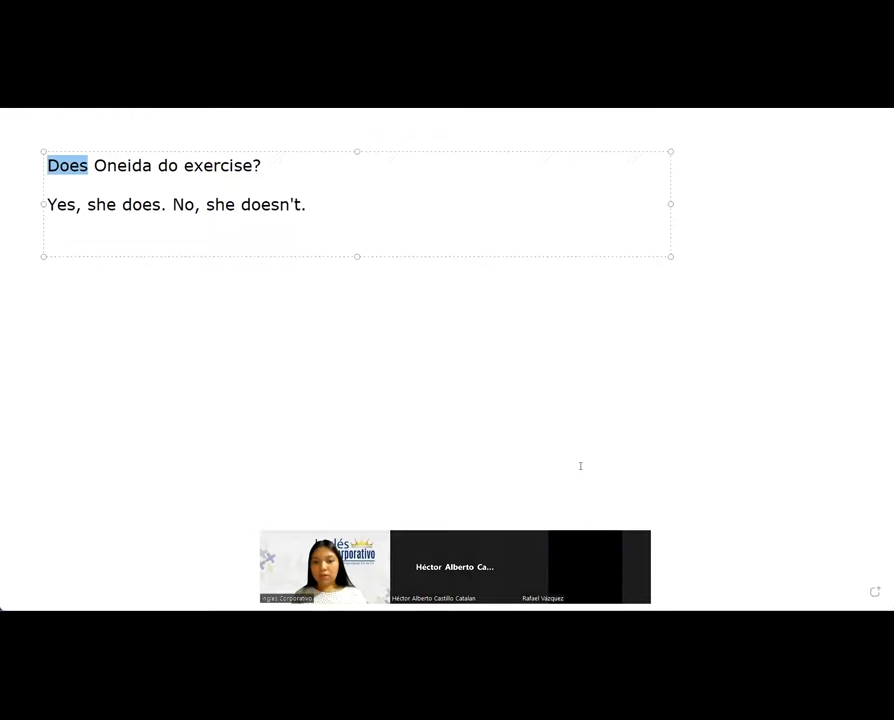 Does Oneida do exercise?
Yes, she does. No, she doesn't.
Inglés
Corporativo
Héctor Alberto Ca...
Inglés Corporativo
Héctor Alberto Castillo Catalan
Rafael Vázquez